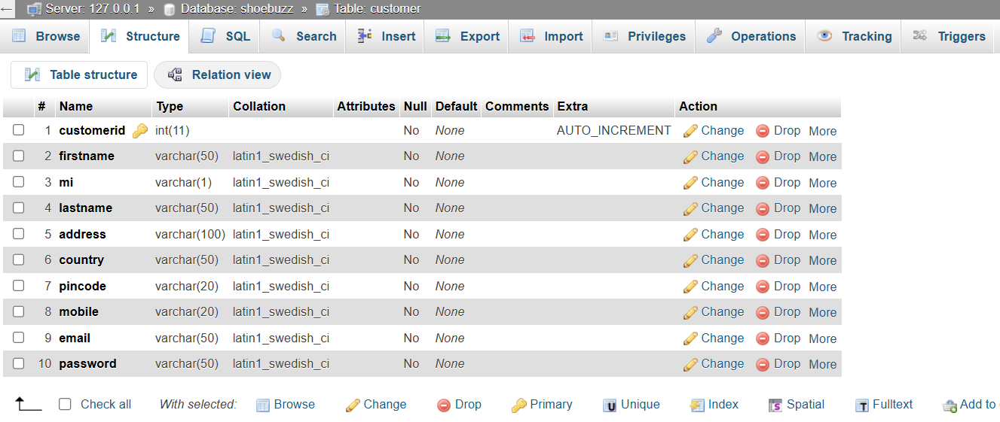 Server: 127.0.0.1 » Database: shoebuzz » Table: customer
Browse Structure SQL Search Insert Export Import Privileges Operations Tracking Triggers
Table structure Relation view
# Name Type Collation Attributes Null Default Comments Extra Action
1 customerid int(11) No None AUTO_INCREMENT Change Drop More
2 firstname varchar(50) latin1_swedish_ci No None Change Drop More
3 mi varchar(1) latin1_swedish_ci No None Change Drop More
4 lastname varchar(50) latin1_swedish_ci No None Change Drop More
5 address varchar(100) latin1_swedish_ci No None Change Drop More
6 country varchar(50) latin1_swedish_ci No None Change Drop More
7 pincode varchar(20) latin1_swedish_ci No None Change Drop More
8 mobile varchar(20) latin1_swedish_ci No None Change Drop More
9 email varchar(50) latin1_swedish_ci No None Change Drop More
10 password varchar(50) latin1_swedish_ci No None Change Drop More
Check all With selected: Browse Change Drop Primary Unique Index Spatial Fulltext Add to